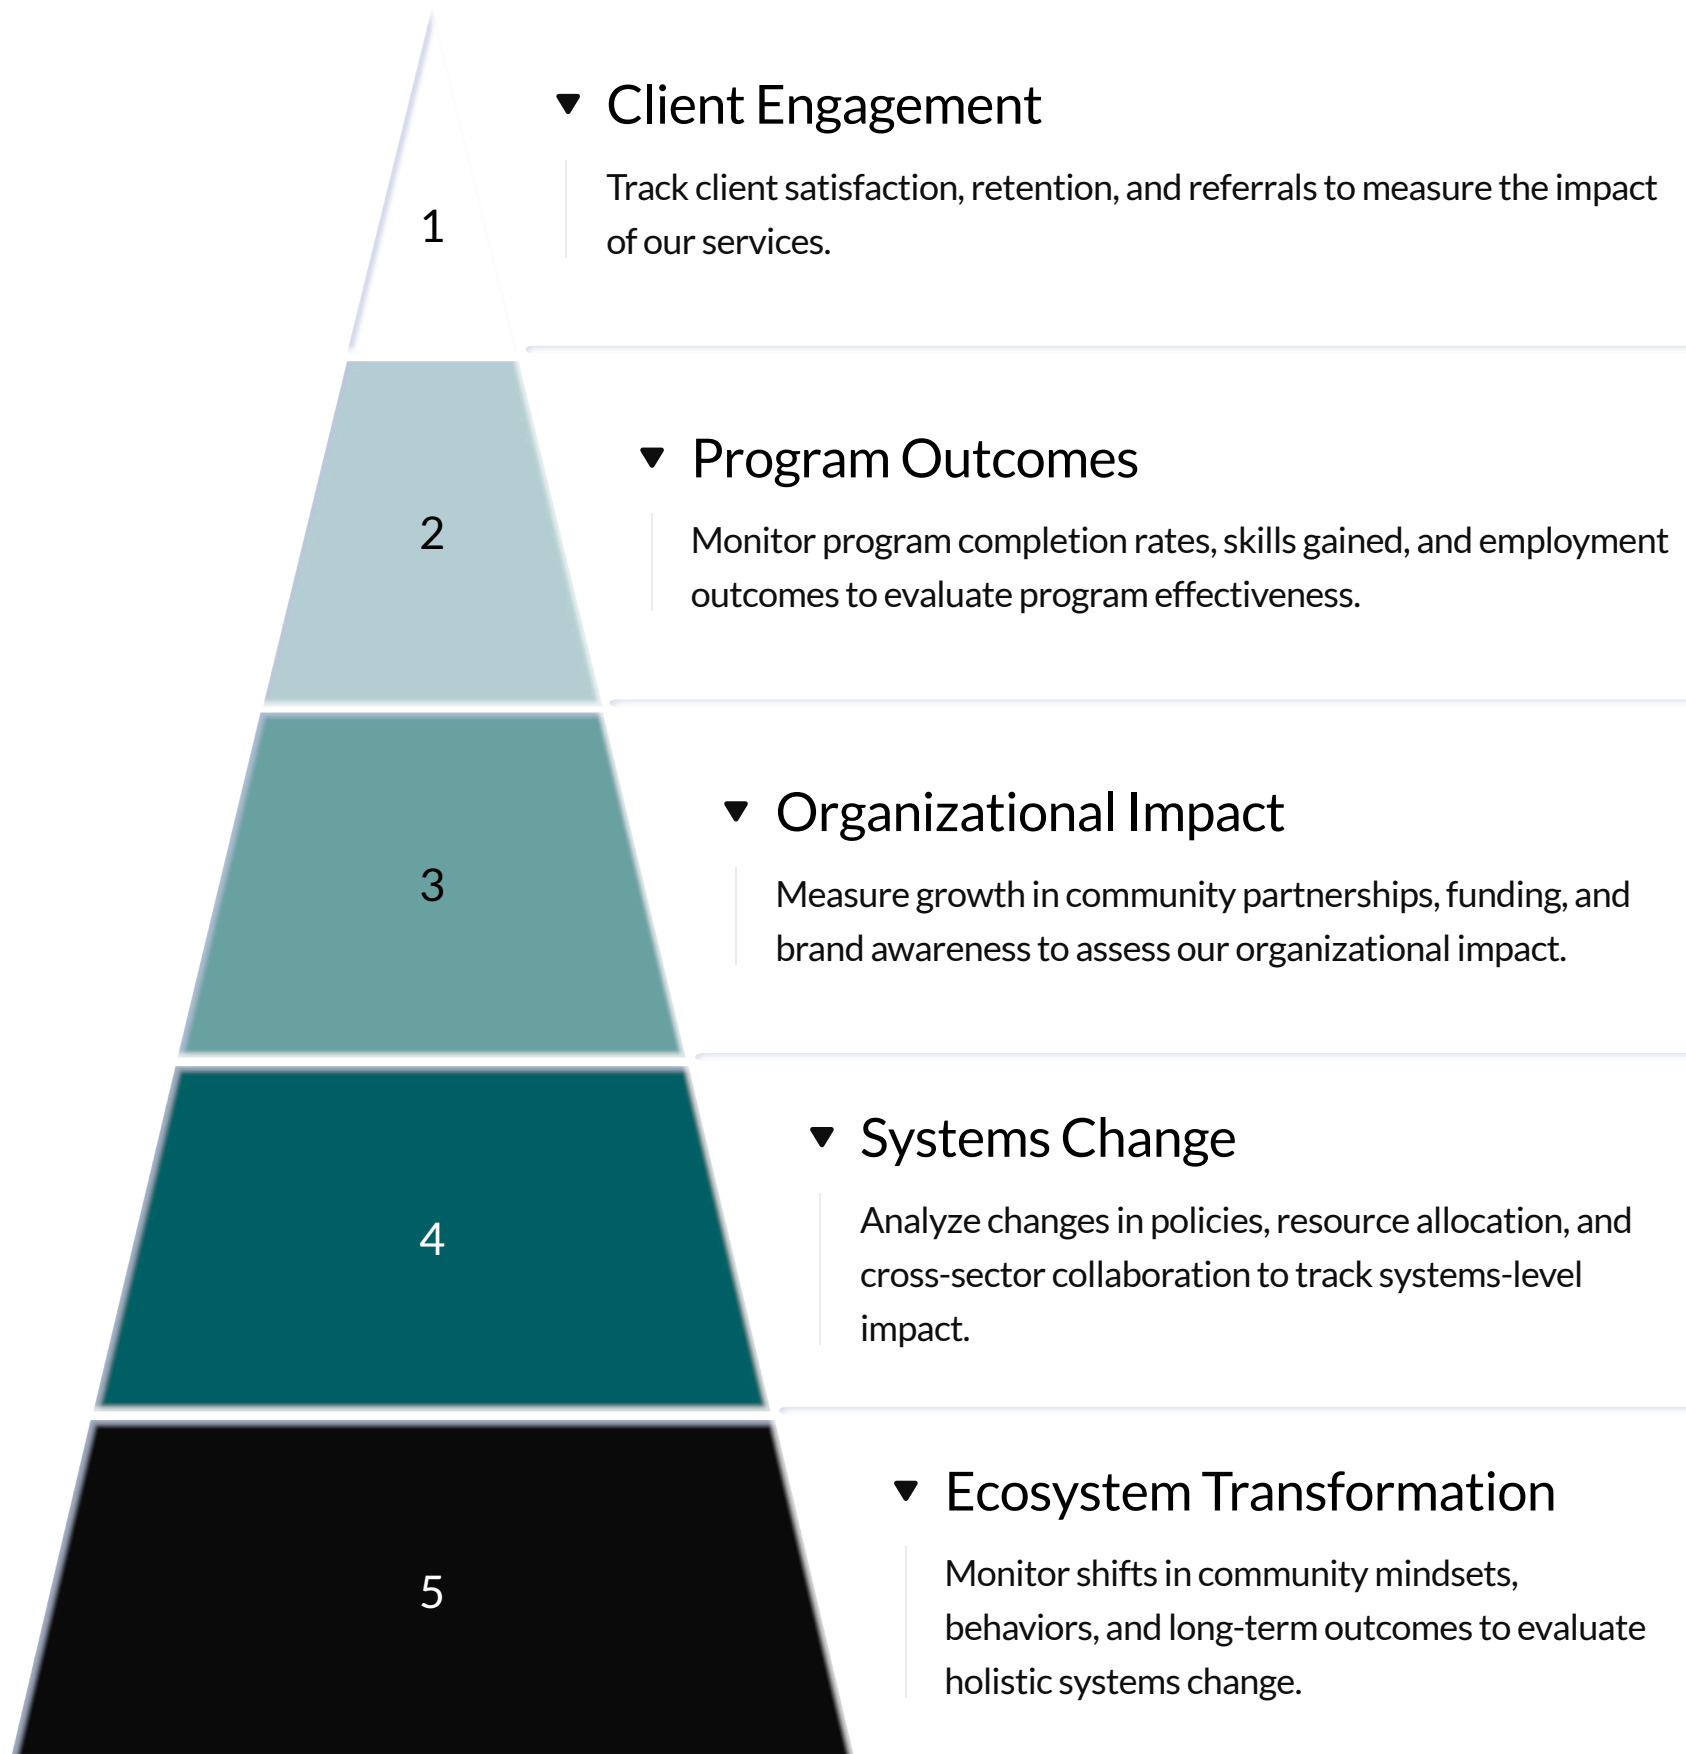 Client Engagement
Track client satisfaction, retention, and referrals to measure the impact
of our services.
1
Program Outcomes
Monitor program completion rates, skills gained, and employment
outcomes to evaluate program effectiveness.
2
Organizational Impact
Measure growth in community partnerships, funding, and
brand awareness to assess our organizational impact.
3
Systems Change
Analyze changes in policies, resource allocation, and
cross-sector collaboration to track systems-level
impact.
4
Ecosystem Transformation
Monitor shifts in community mindsets,
behaviors, and long-term outcomes to evaluate
holistic systems change.
5